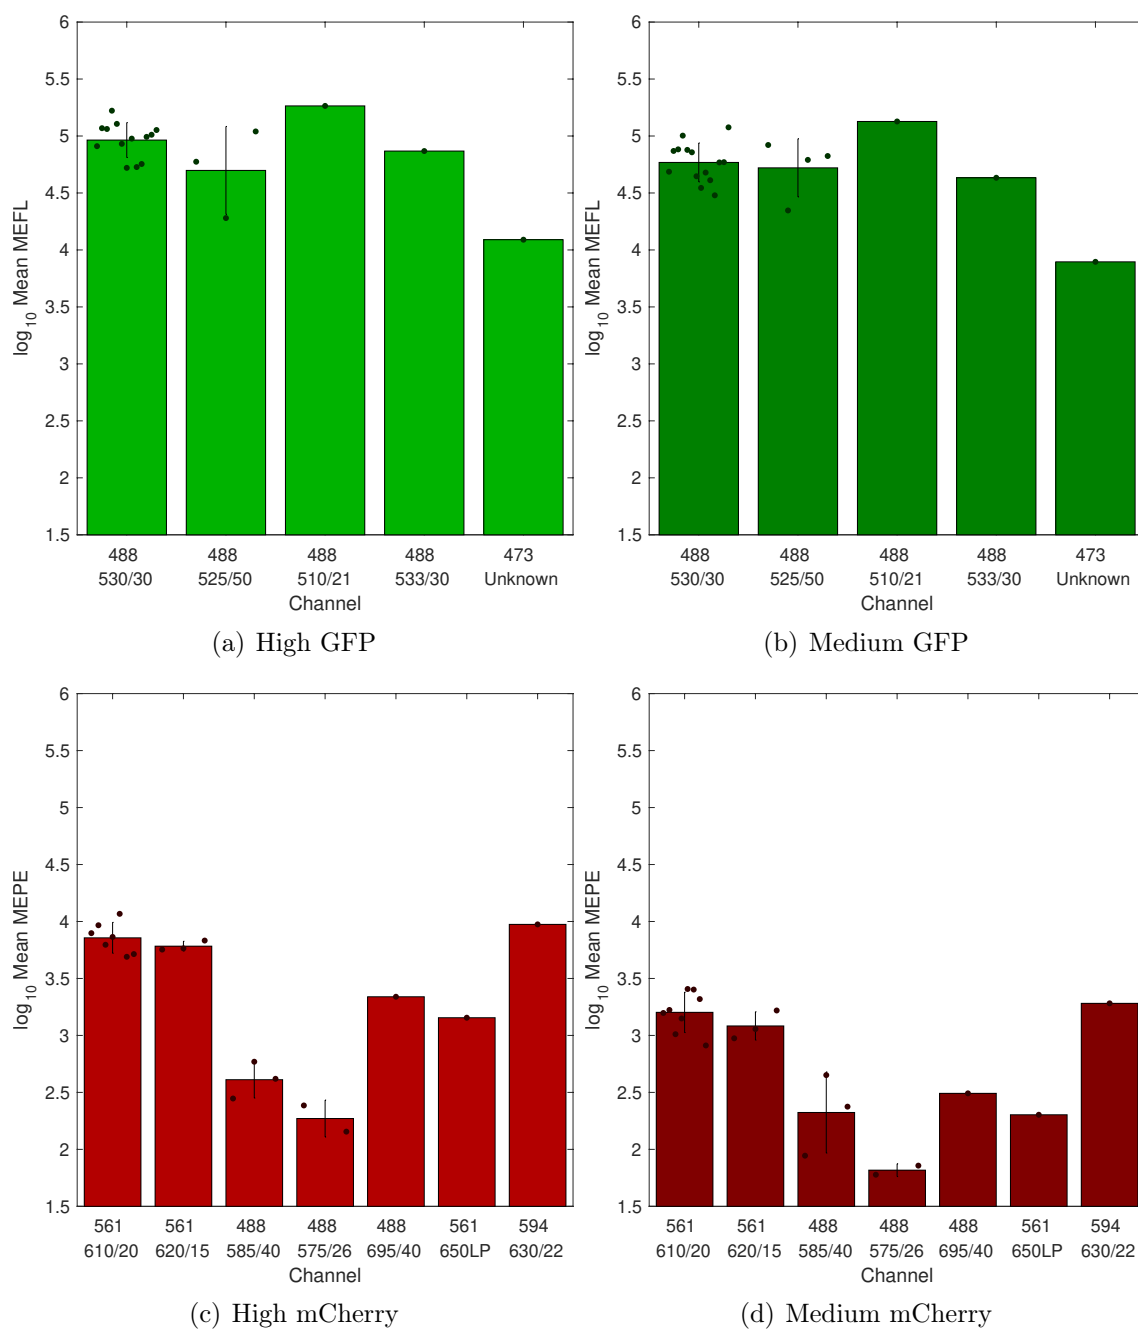 6
5.5
5
4.5
4
3.5
3
2.5
2
1.5
log10 Mean MEFL
488 488 488 488 473
530/30 525/50 510/21 533/30 Unknown
Channel
(a) High GFP
6
5.5
5
4.5
4
3.5
3
2.5
2
1.5
log10 Mean MEFL
488 488 488 488 473
530/30 525/50 510/21 533/30 Unknown
Channel
(b) Medium GFP
6
5.5
5
4.5
4
3.5
3
2.5
2
1.5
log10 Mean MEPE
561 561 488 488 488 561 594
610/20 620/15 585/40 575/26 695/40 650LP 630/22
Channel
(c) High mCherry
6
5.5
5
4.5
4
3.5
3
2.5
2
1.5
log10 Mean MEPE
561 561 488 488 488 561 594
610/20 620/15 585/40 575/26 695/40 650LP 630/22
Channel
(d) Medium mCherry